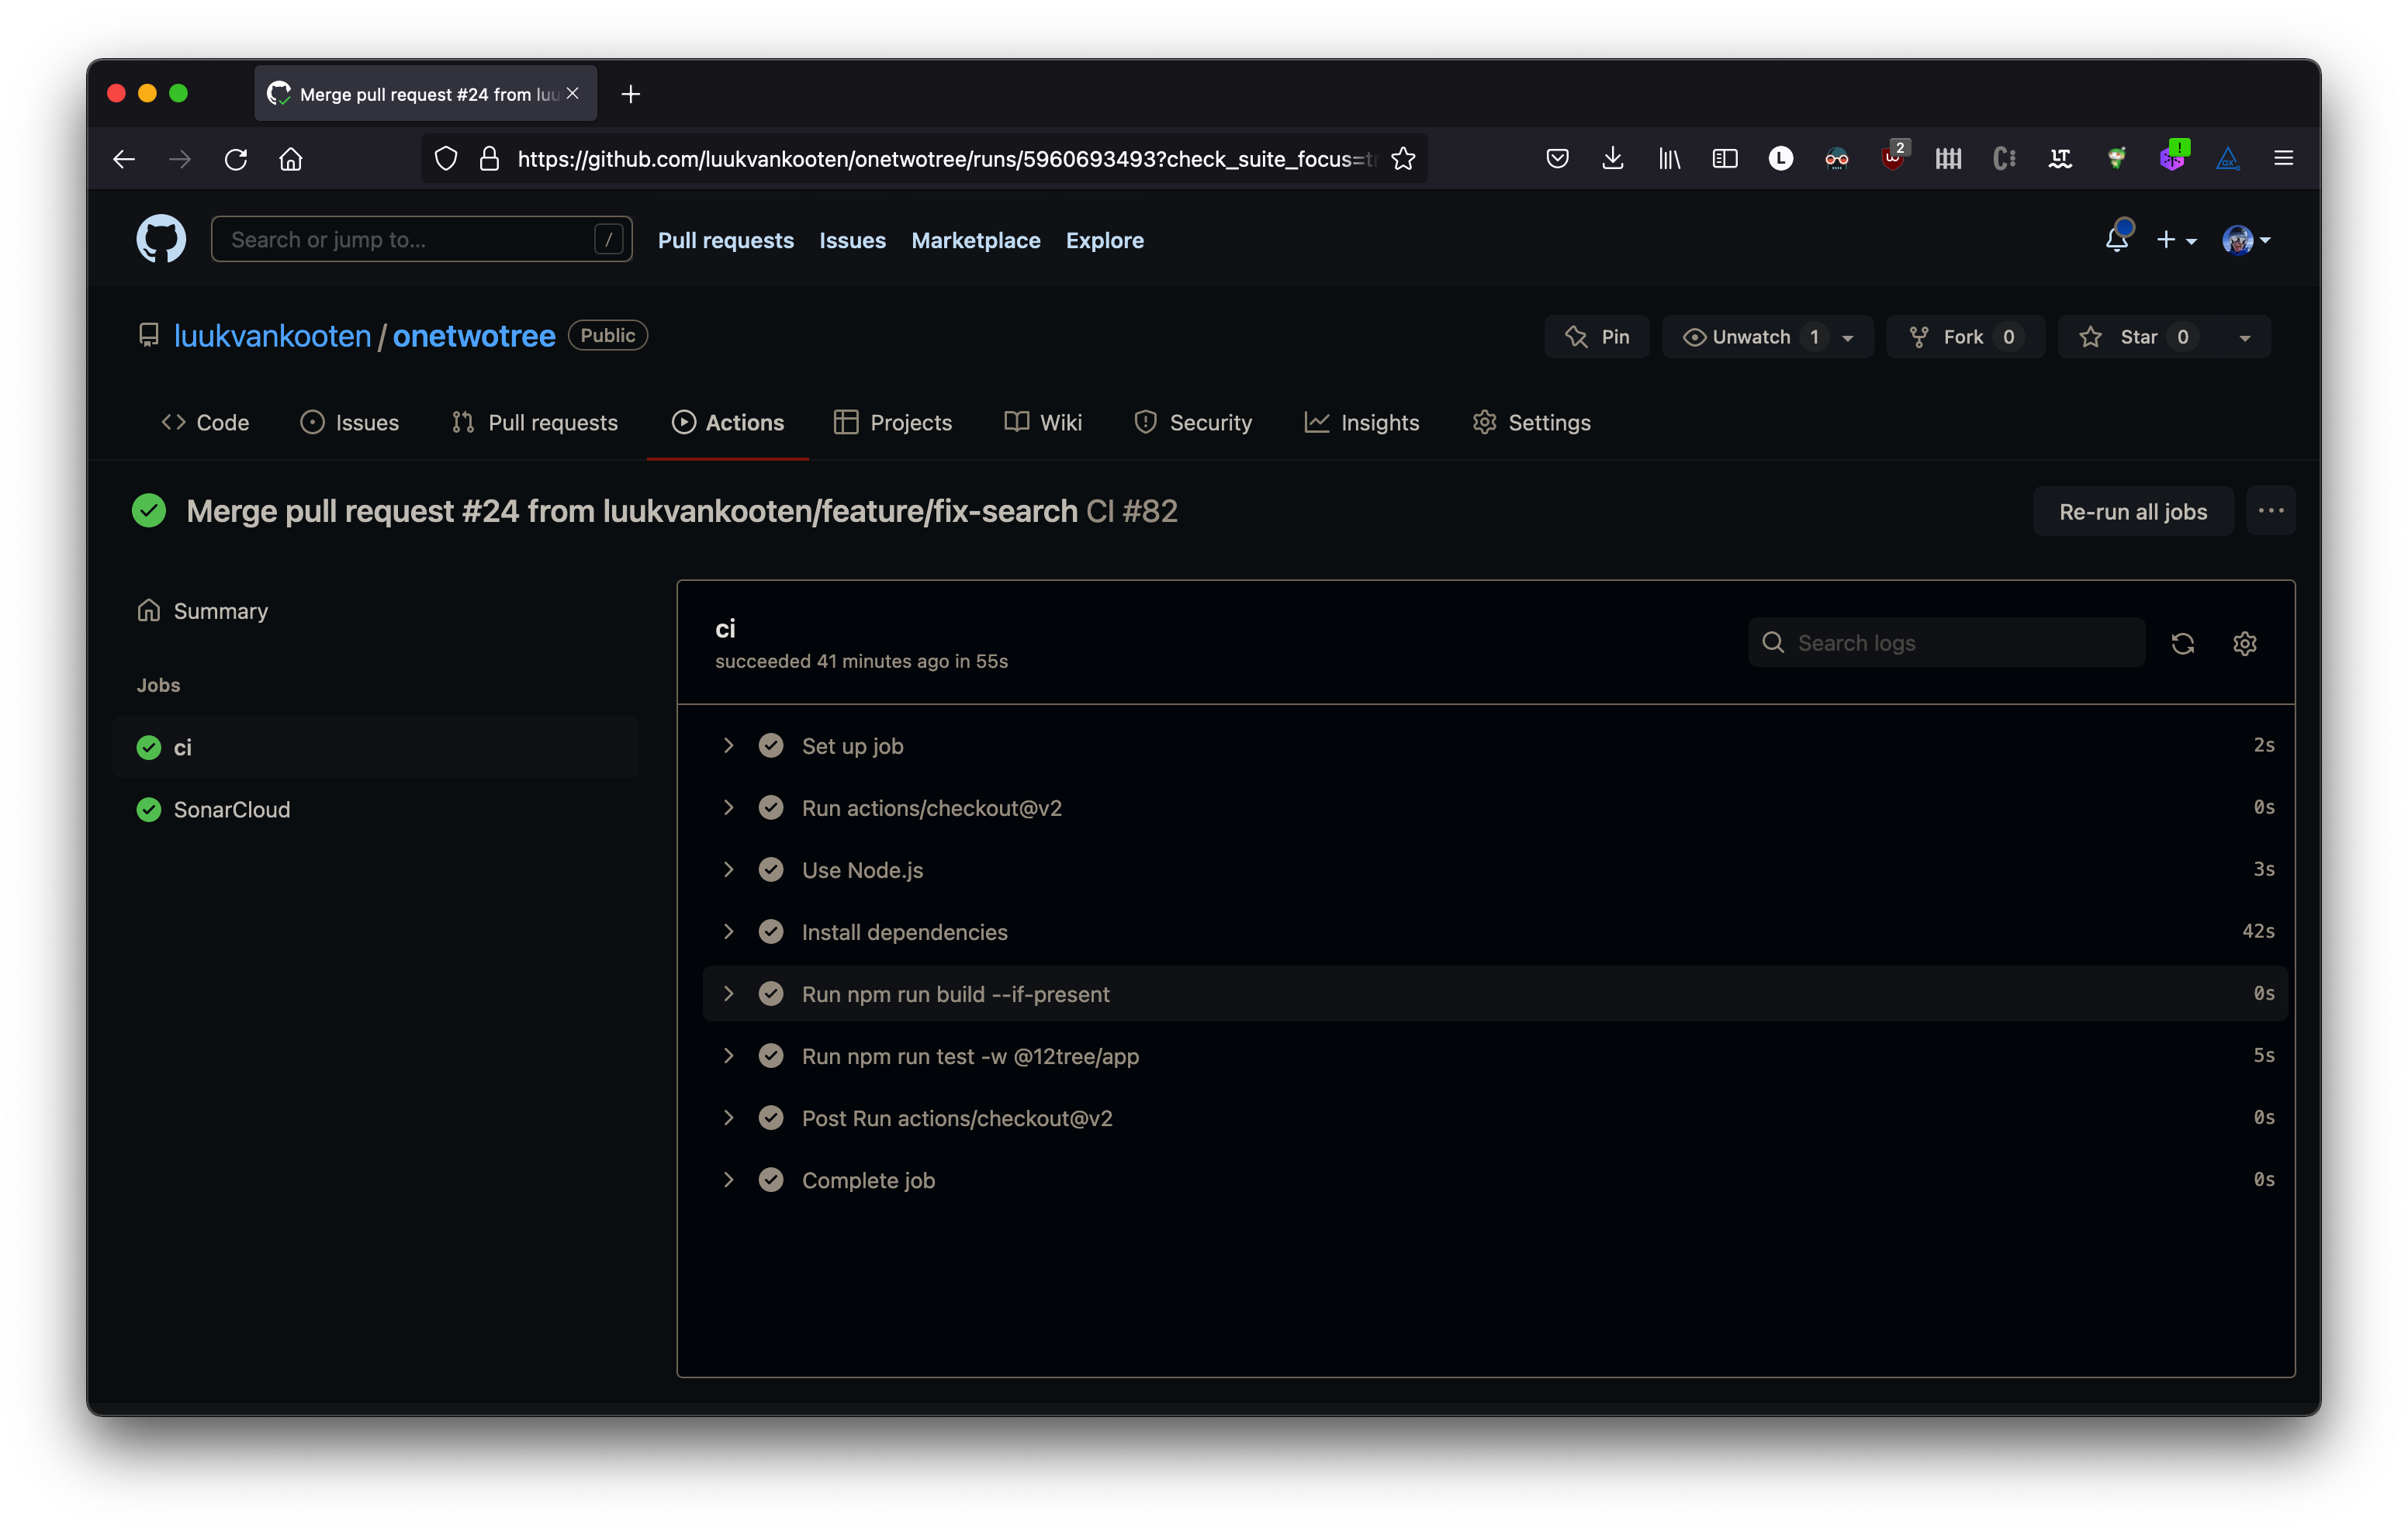 Merge pull request #24 from luu
https://github.com/luukvankooten/onetwotree/runs/5960693493?check_suite_focus=tr
L
2
C:
LT
!
ax
Search or jump to...
/
Pull requests
Issues
Marketplace
Explore
luukvankooten / onetwotree
Public
Pin
Unwatch 1
Fork 0
Star 0
Code
Issues
Pull requests
Actions
Projects
Wiki
Security
Insights
Settings
Merge pull request #24 from luukvankooten/feature/fix-search CI #82
Re-run all jobs
...
Summary
Jobs
ci
SonarCloud
ci
succeeded 41 minutes ago in 55s
Search logs
Set up job 2s
Run actions/checkout@v2 0s
Use Node.js 3s
Install dependencies 42s
Run npm run build --if-present 0s
Run npm run test -w @12tree/app 5s
Post Run actions/checkout@v2 0s
Complete job 0s